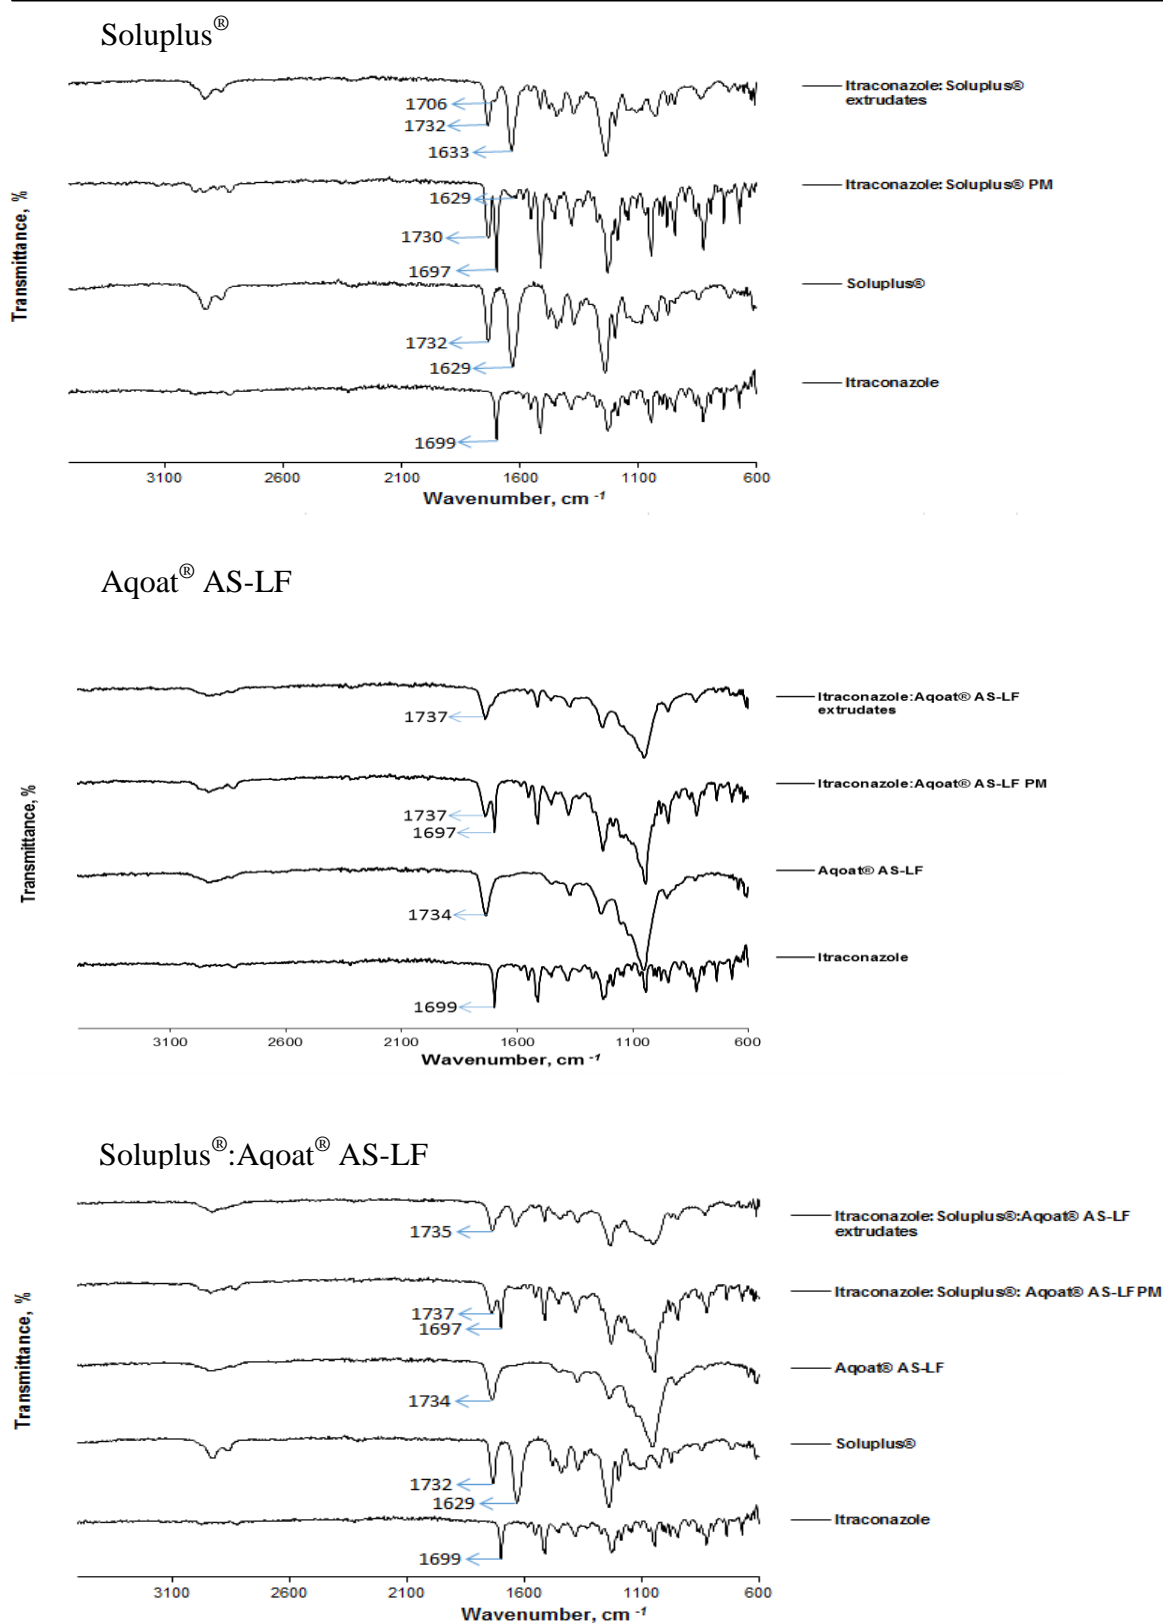 Soluplus®
1706
1732
1633
Itraconazole: Soluplus®
extrudates
1629
1730
1697
Itraconazole: Soluplus® PM
1732
1629
Soluplus®
1699
Itraconazole
Transmittance, %
3100 2600 2100 1600 1100 600
Wavenumber, cm -1
Aqoat® AS-LF
1737
Itraconazole:Aqoat® AS-LF
extrudates
1737
1697
Itraconazole:Aqoat® AS-LF PM
1734
Aqoat® AS-LF
1699
Itraconazole
Transmittance, %
3100 2600 2100 1600 1100 600
Wavenumber, cm -1
Soluplus®:Aqoat® AS-LF
1735
Itraconazole: Soluplus®:Aqoat® AS-LF
extrudates
1737
1697
Itraconazole: Soluplus®: Aqoat® AS-LF PM
1734
Aqoat® AS-LF
1732
1629
Soluplus®
1699
Itraconazole
Transmittance, %
3100 2600 2100 1600 1100 600
Wavenumber, cm -1